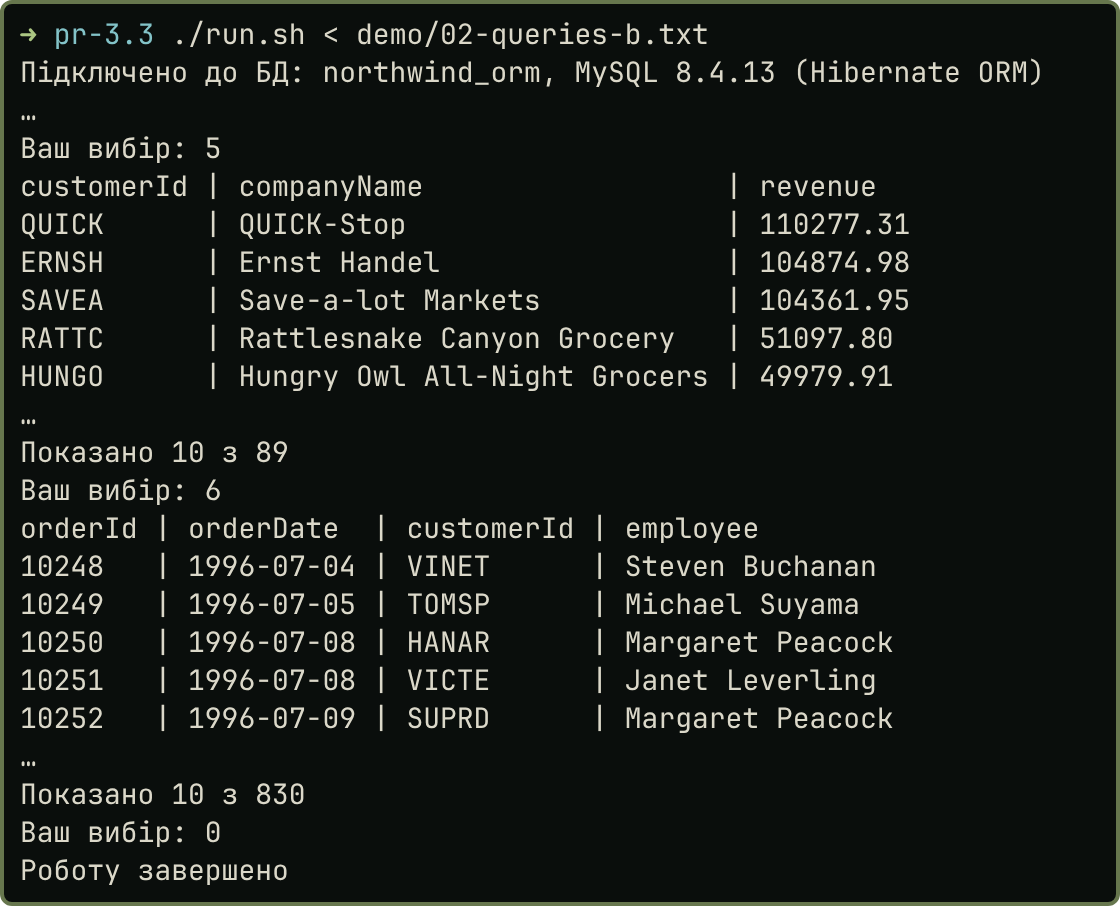 ➜ pr-3.3 ./run.sh < demo/02-queries-b.txt
Підключено до БД: northwind_orm, MySQL 8.4.13 (Hibernate ORM)
…
Ваш вибір: 5
customerId | companyName                  | revenue
QUICK      | QUICK-Stop                   | 110277.31
ERNSH      | Ernst Handel                 | 104874.98
SAVEA      | Save-a-lot Markets           | 104361.95
RATTC      | Rattlesnake Canyon Grocery   | 51097.80
HUNGO      | Hungry Owl All-Night Grocers | 49979.91
…
Показано 10 з 89
Ваш вибір: 6
orderId | orderDate  | customerId | employee
10248   | 1996-07-04 | VINET      | Steven Buchanan
10249   | 1996-07-05 | TOMSP      | Michael Suyama
10250   | 1996-07-08 | HANAR      | Margaret Peacock
10251   | 1996-07-08 | VICTE      | Janet Leverling
10252   | 1996-07-09 | SUPRD      | Margaret Peacock
…
Показано 10 з 830
Ваш вибір: 0
Роботу завершено